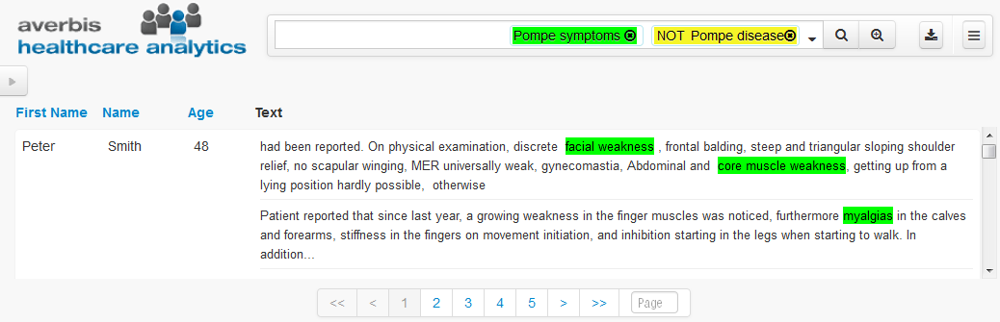 averbis
healthcare analytics
Pompe symptoms NOT Pompe disease
First Name Name Age Text
Peter Smith 48 had been reported. On physical examination, discrete facial weakness , frontal balding, steep and triangular sloping shoulder
relief, no scapular winging, MER universally weak, gynecomastia, Abdominal and core muscle weakness, getting up from a
lying position hardly possible, otherwise
Patient reported that since last year, a growing weakness in the finger muscles was noticed, furthermore myalgias in the calves
and forearms, stiffness in the fingers on movement initiation, and inhibition starting in the legs when starting to walk. In
addition...
<< < 1 2 3 4 5 > >> Page